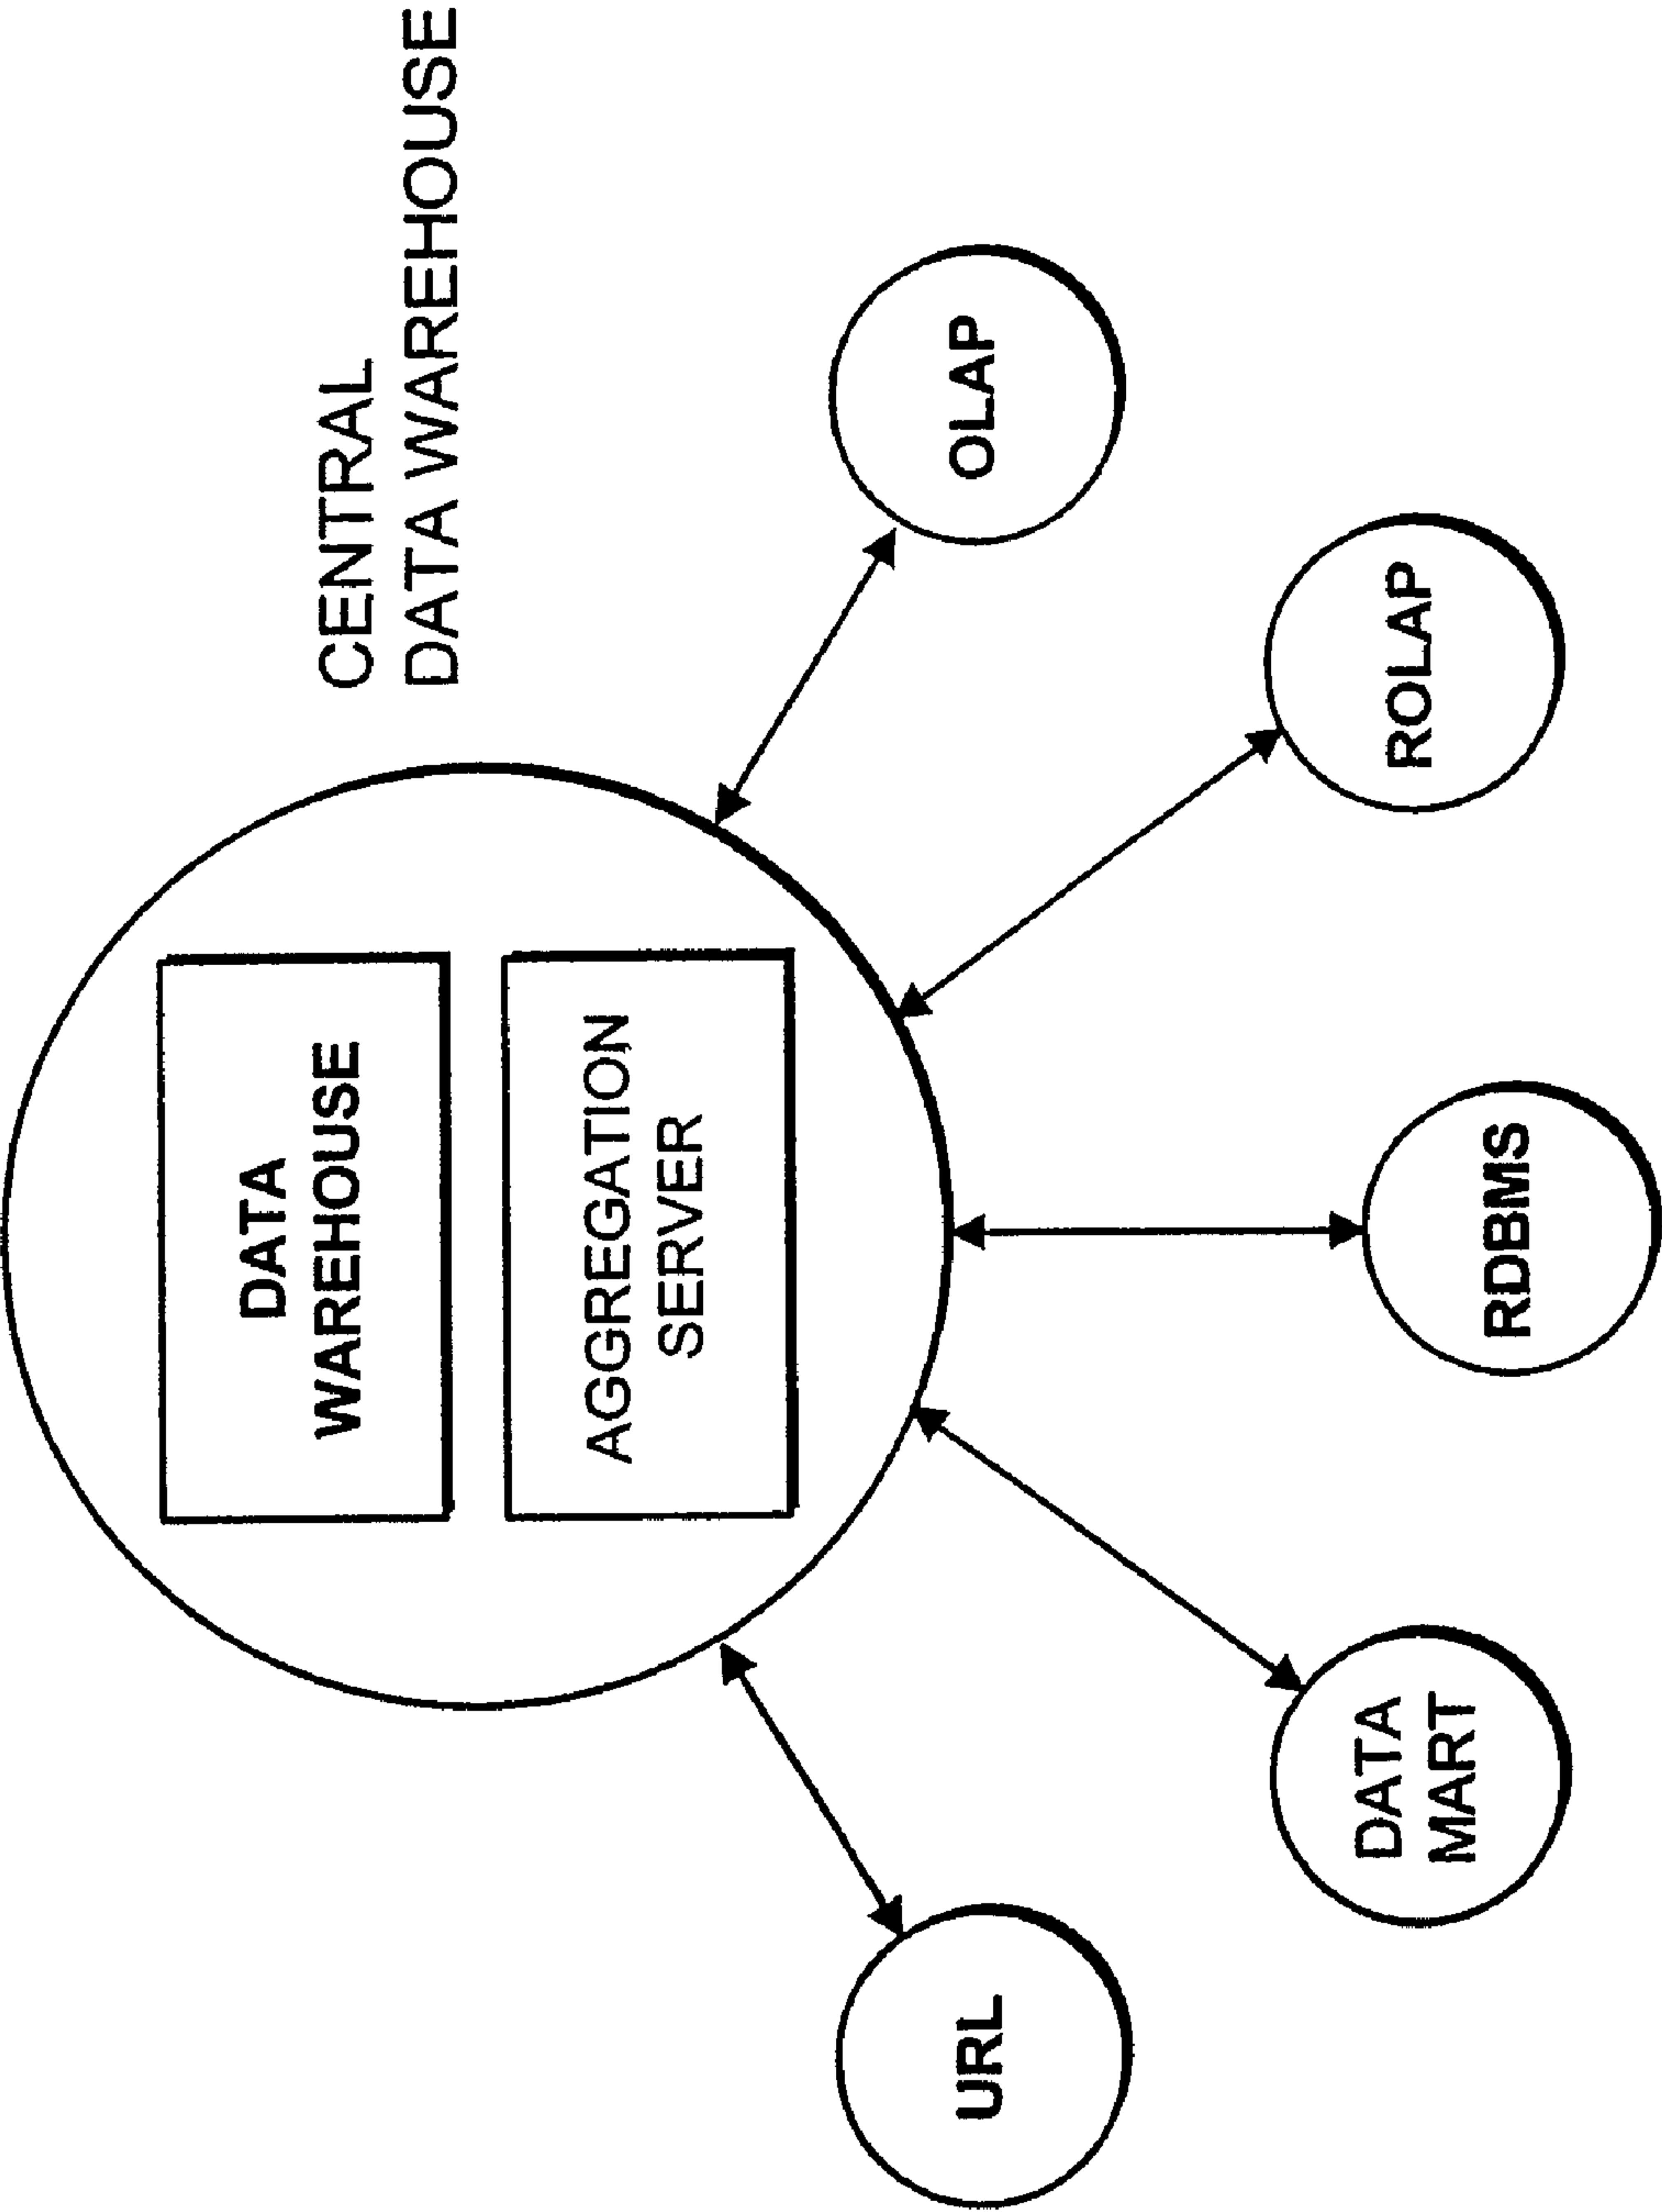 CENTRAL
DATA WAREHOUSE
DATA
WAREHOUSE
AGGREGATION
SERVER
URL
DATA
MART
RDBMS
ROLAP
OLAP